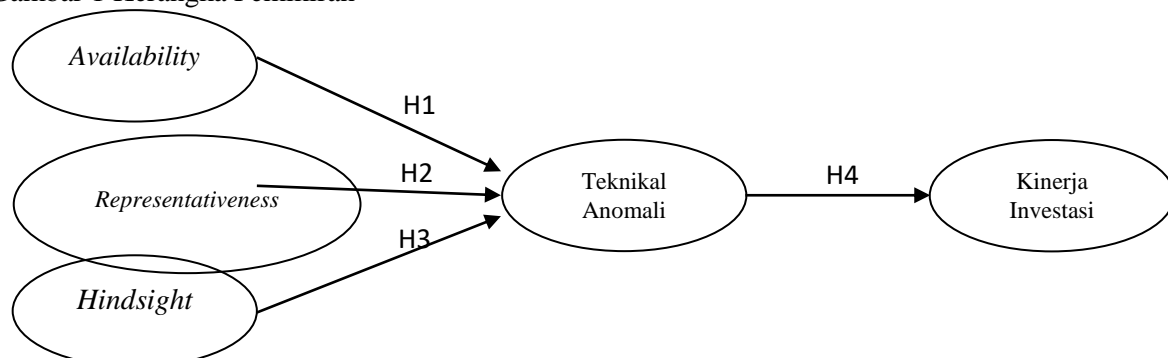 Gambar 1 Kerangka Pemikiran
Availability
H1
Representativeness
H2
H3
Hindsight
Teknikal
Anomali
H4
Kinerja
Investasi